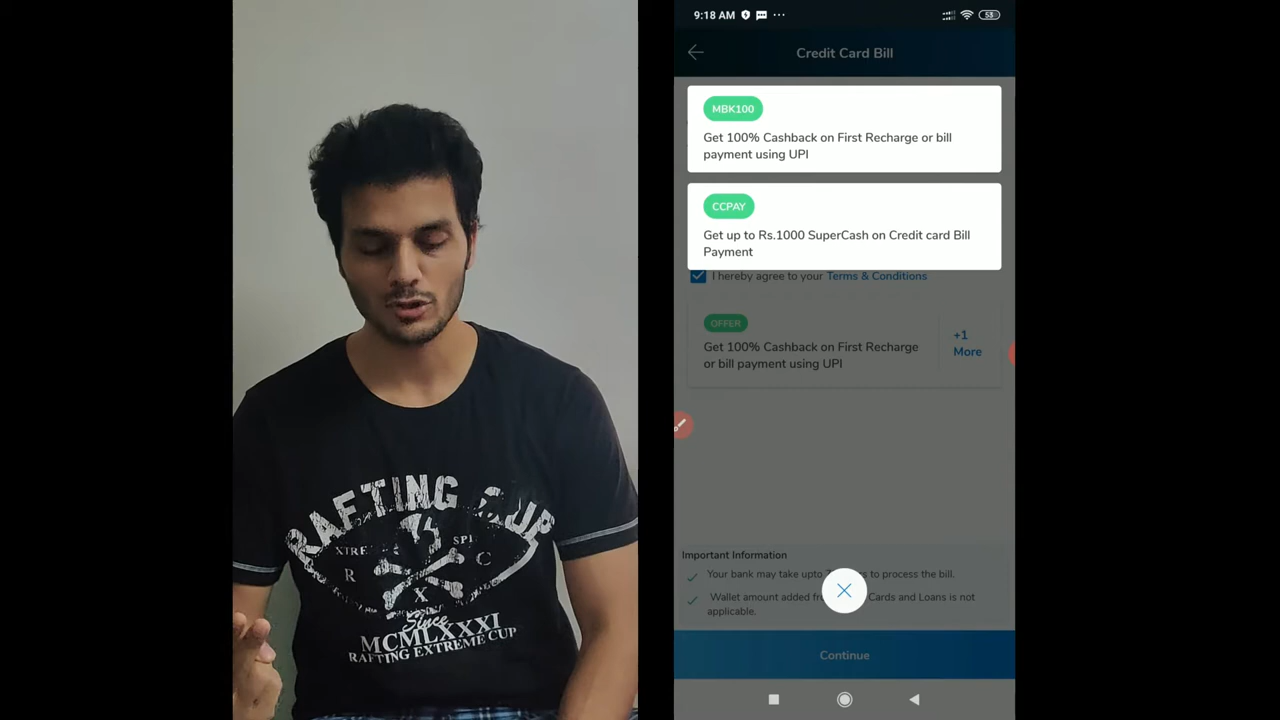 RAFTING CUP
XTRE
SP
R
C
X
Since
MCMLXXXI
RAFTING EXTREME CUP
9:18 AM
53
Credit Card Bill
MBK100
Get 100% Cashback on First Recharge or bill
payment using UPI
CCPAY
Get up to Rs.1000 SuperCash on Credit card Bill
Payment
I hereby agree to your Terms & Conditions
OFFER
Get 100% Cashback on First Recharge
or bill payment using UPI
+1
More
Important Information
Your bank may take upto to process the bill.
Wallet amount added Cards and Loans is not
applicable.
Continue